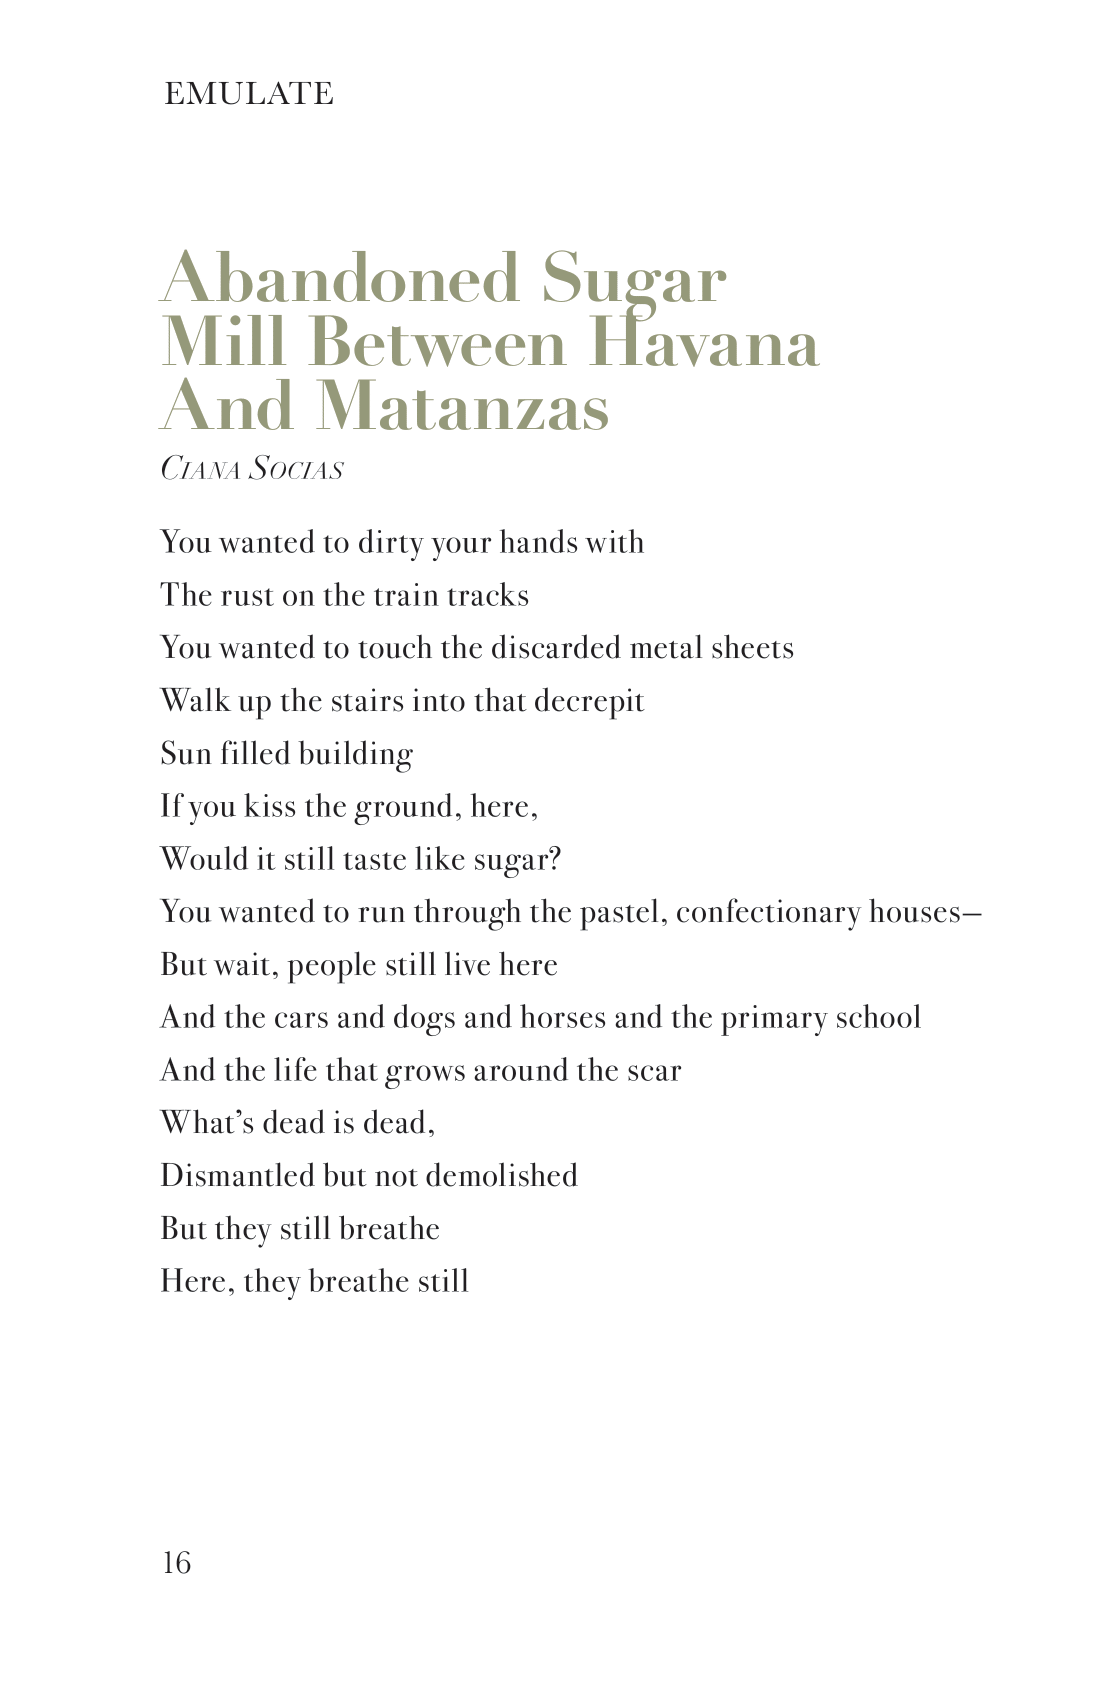 EMULATE
Abandoned Sugar
Mill Between Havana
And Matanzas
Ciana Socias
You wanted to dirty your hands with
The rust on the train tracks
You wanted to touch the discarded metal sheets
Walk up the stairs into that decrepit
Sun filled building
If you kiss the ground, here,
Would it still taste like sugar?
You wanted to run through the pastel, confectionary houses—
But wait, people still live here
And the cars and dogs and horses and the primary school
And the life that grows around the scar
What’s dead is dead,
Dismantled but not demolished
But they still breathe
Here, they breathe still
16